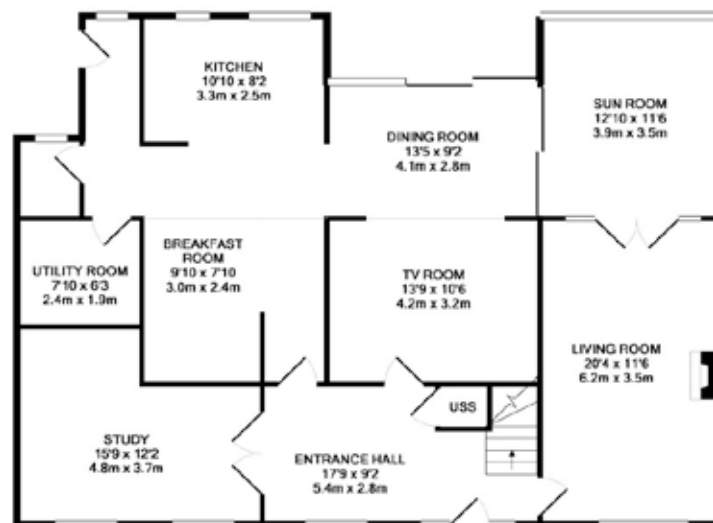 KITCHEN
10'10 x 8'2
3.3m x 2.5m
SUN ROOM
12'10 x 11'6
3.9m x 3.5m
DINING ROOM
13'5 x 9'2
4.1m x 2.8m
BREAKFAST
ROOM
9'10 x 7'10
3.0m x 2.4m
UTILITY ROOM
7'10 x 6'3
2.4m x 1.9m
TV ROOM
13'9 x 10'6
4.2m x 3.2m
LIVING ROOM
20'4 x 11'6
6.2m x 3.5m
USS
STUDY
15'9 x 12'2
4.8m x 3.7m
ENTRANCE HALL
17'9 x 9'2
5.4m x 2.8m